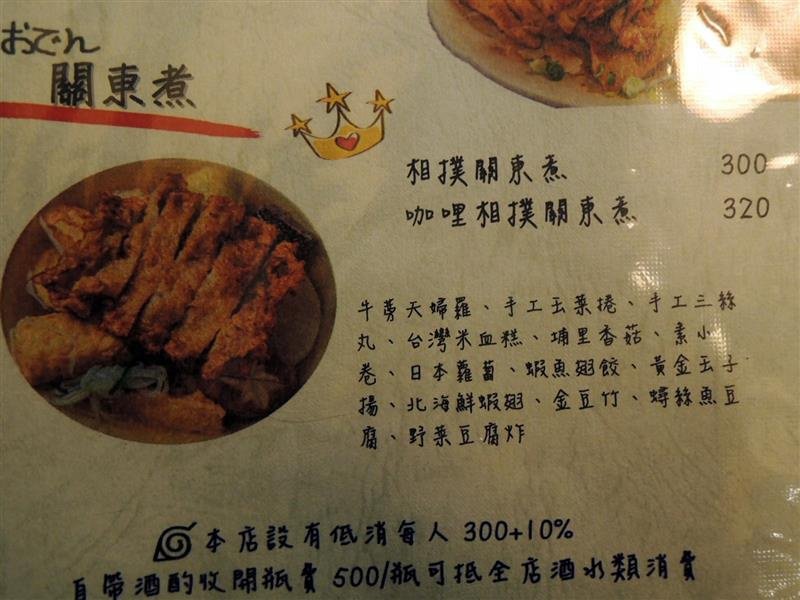 おでん
關東煮
相撲關東煮 300
咖哩相撲關東煮 320
牛蒡天婦羅、手工玉葉捲、手工三絲
丸、台灣米血糕、埔里香菇、素小
卷、日本蘿蔔、蝦魚翅餃、黃金玉子
揚、北海鮮蝦翅、金豆竹、蟳絲魚豆
腐、野菜豆腐炸
本店設有低消每人 300+10%
自帶酒酌收開瓶費 500/瓶可抵全店酒水類消費